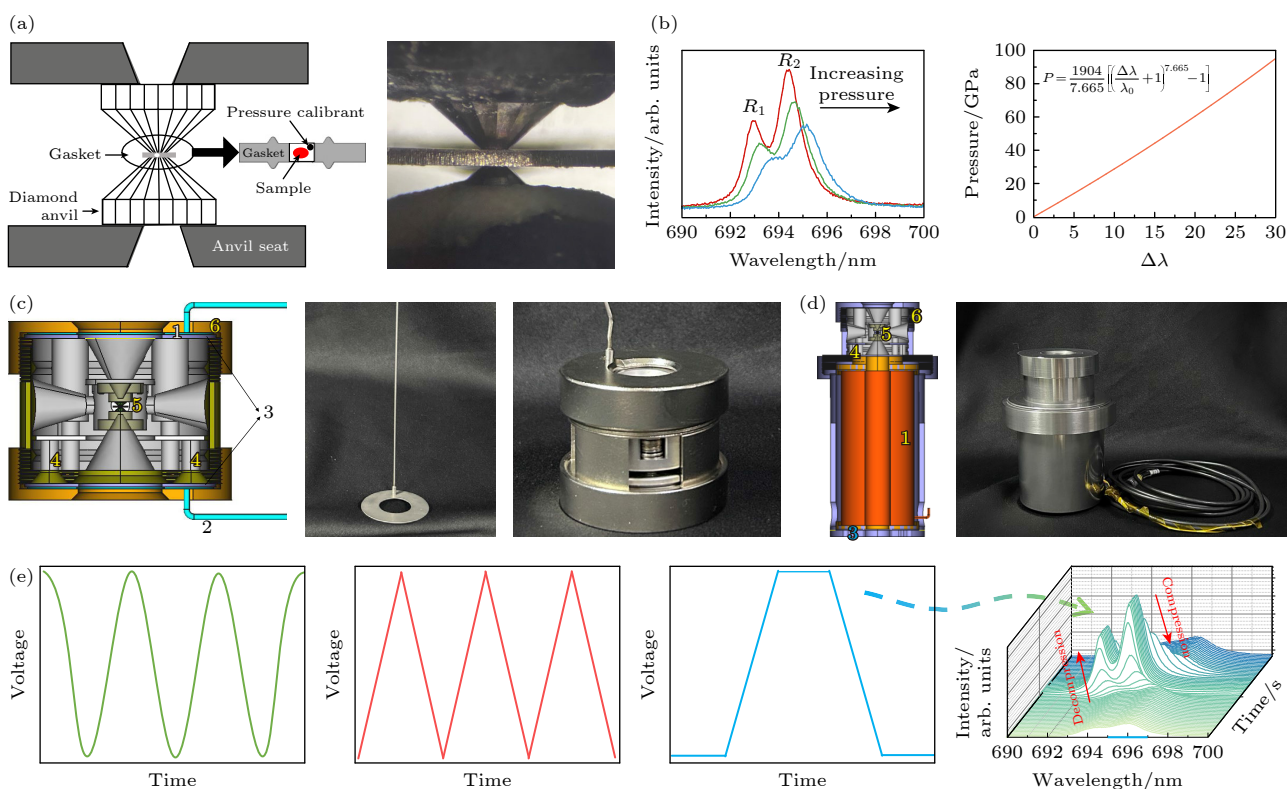 (a)
Pressure calibrant
Gasket
Gasket
Sample
Diamond
anvil
Anvil seat
(b)
Intensity/arb. units
R1
R2
Increasing
pressure
690 692 694 696 698 700
Wavelength/nm
Pressure/GPa
100
80
60
40
20
0
P=1904/7.665[(Δλ/λ0+1)^7.665−1]
0 5 10 15 20 25 30
Δλ
(c)
1
6
5
3
4
4
2
(d)
6
5
4
1
3
(e)
Voltage
Time
Voltage
Time
Voltage
Time
Compression
Decompression
Intensity/
arb. units
Time/s
690 692 694 696 698 700
Wavelength/nm